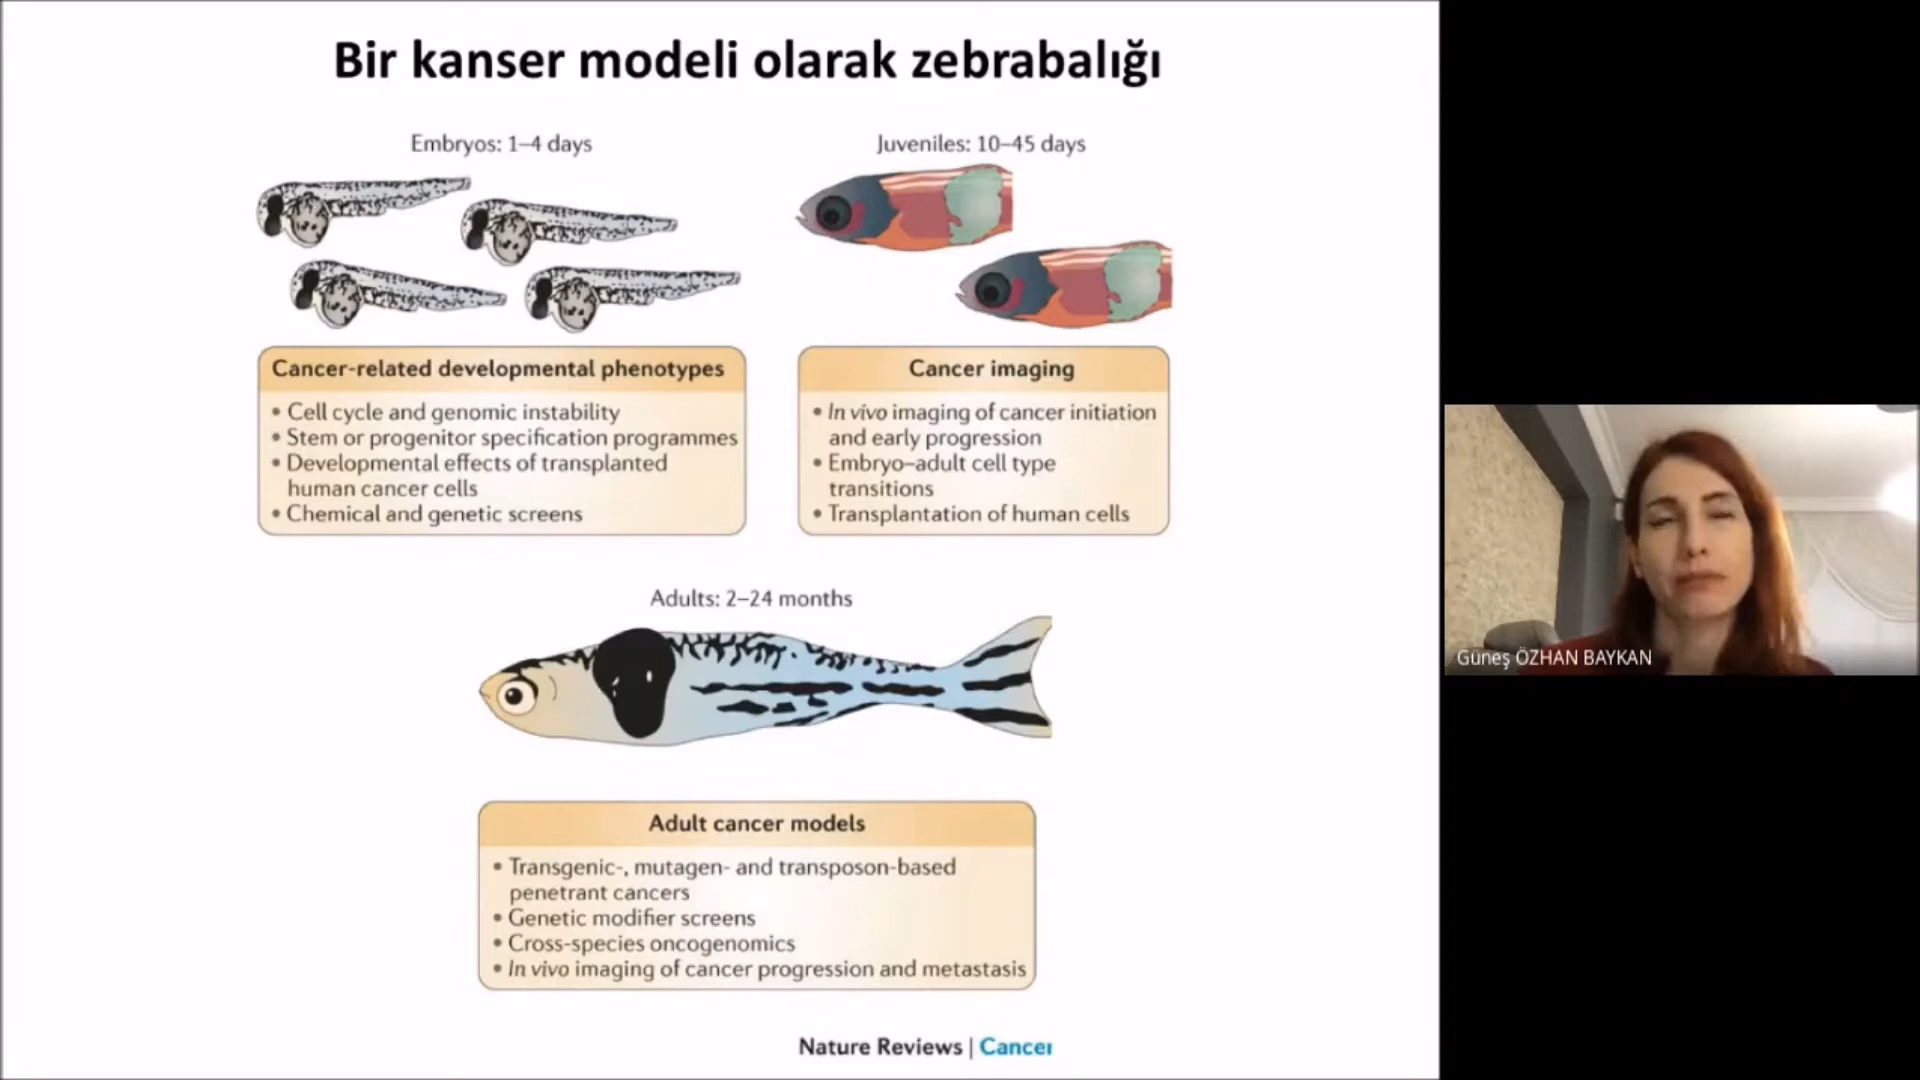 Bir kanser modeli olarak zebrabalığı
Embryos: 1–4 days
Juveniles: 10–45 days
Cancer-related developmental phenotypes
• Cell cycle and genomic instability
• Stem or progenitor specification programmes
• Developmental effects of transplanted
human cancer cells
• Chemical and genetic screens
Cancer imaging
• In vivo imaging of cancer initiation
and early progression
• Embryo–adult cell type
transitions
• Transplantation of human cells
Adults: 2–24 months
Adult cancer models
• Transgenic-, mutagen- and transposon-based
penetrant cancers
• Genetic modifier screens
• Cross-species oncogenomics
• In vivo imaging of cancer progression and metastasis
Nature Reviews | Cancer
Güneş ÖZHAN BAYKAN